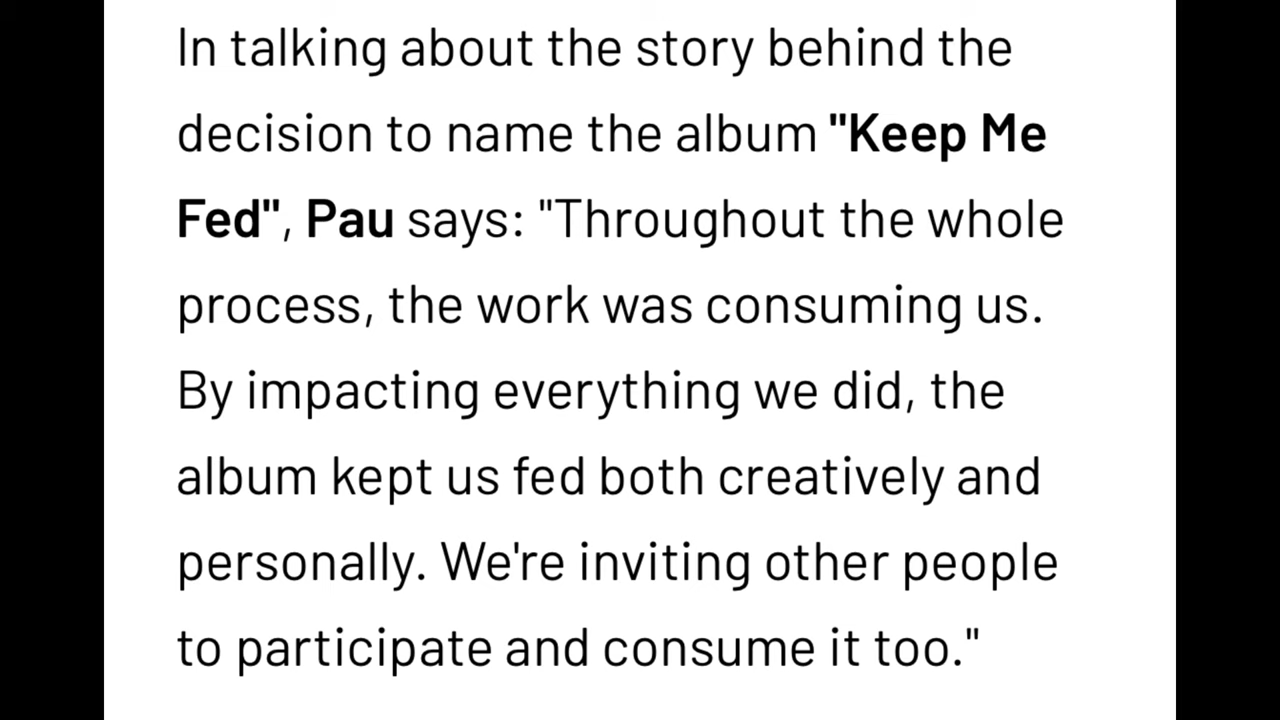 In talking about the story behind the
decision to name the album "Keep Me
Fed", Pau says: "Throughout the whole
process, the work was consuming us.
By impacting everything we did, the
album kept us fed both creatively and
personally. We're inviting other people
to participate and consume it too."